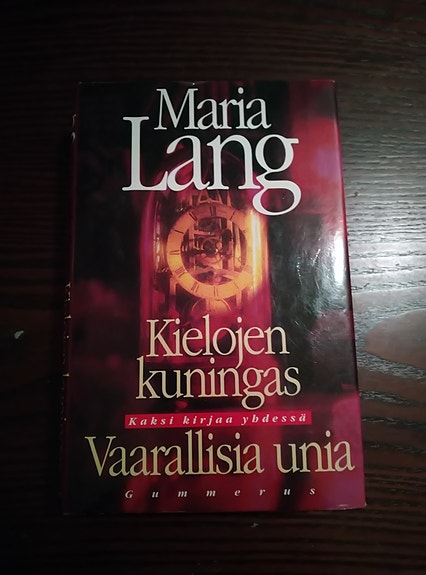 Maria
Lang
Kielojen
kuningas
Kaksi kirjaa yhdessä
Vaarallisia unia
Gummerus